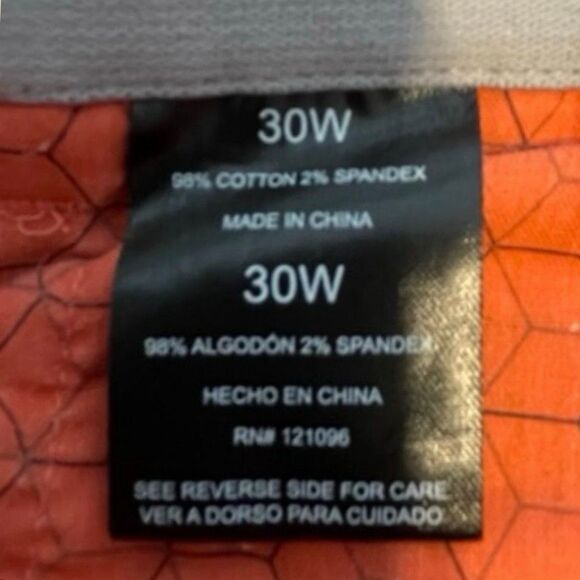 30W
98% COTTON 2% SPANDEX
MADE IN CHINA
30W
98% ALGODÓN 2% SPANDEX
HECHO EN CHINA
RN# 121096
SEE REVERSE SIDE FOR CARE
VER A DORSO PARA CUIDADO